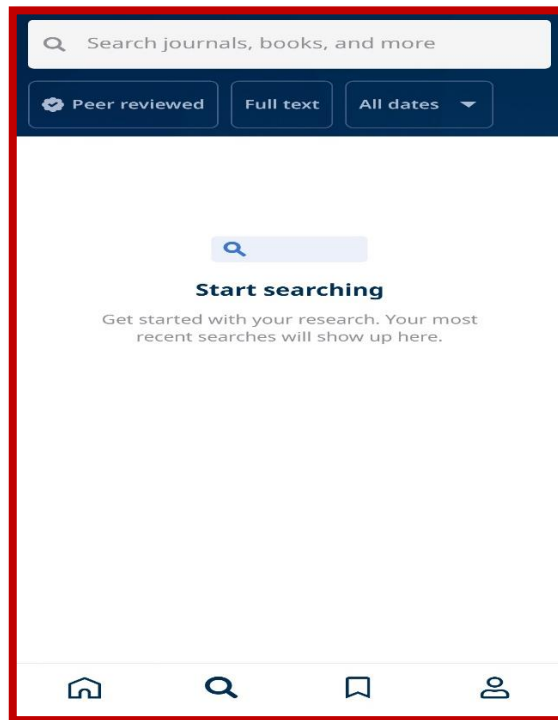 Search journals, books, and more
Peer reviewed Full text All dates
Start searching
Get started with your research. Your most
recent searches will show up here.